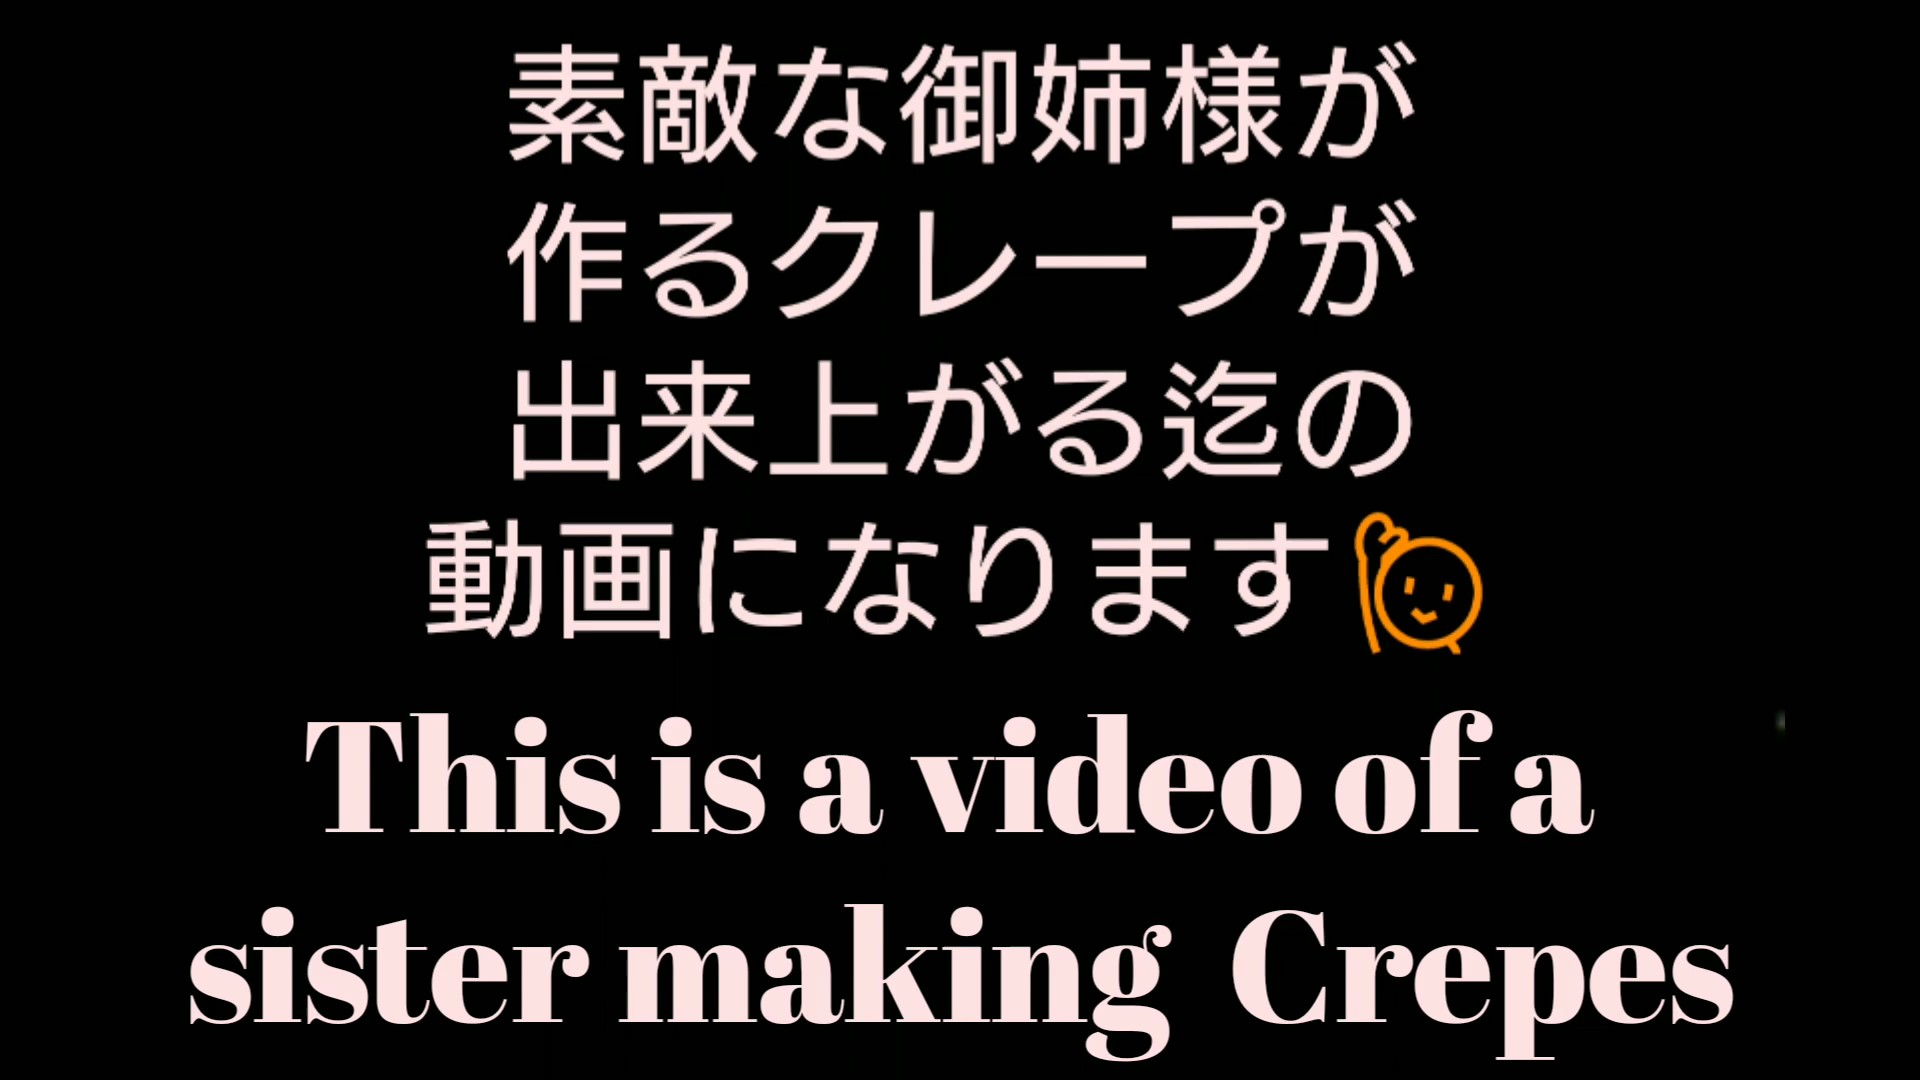 素敵な御姉様が
作るクレープが
出来上がる迄の
動画になります
This is a video of a
sister making Crepes